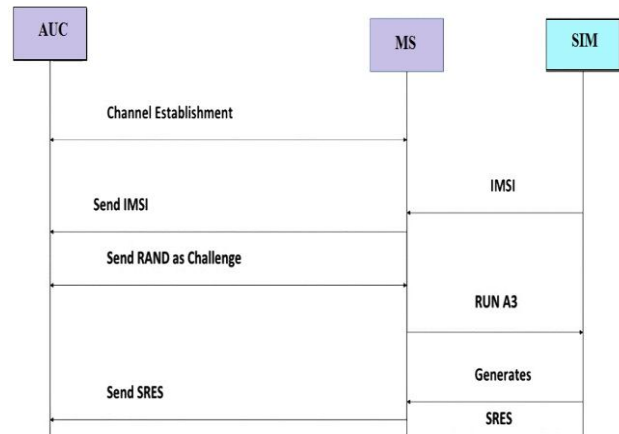 AUC
MS
SIM
Channel Establishment
IMSI
Send IMSI
Send RAND as Challenge
RUN A3
Generates
Send SRES
SRES